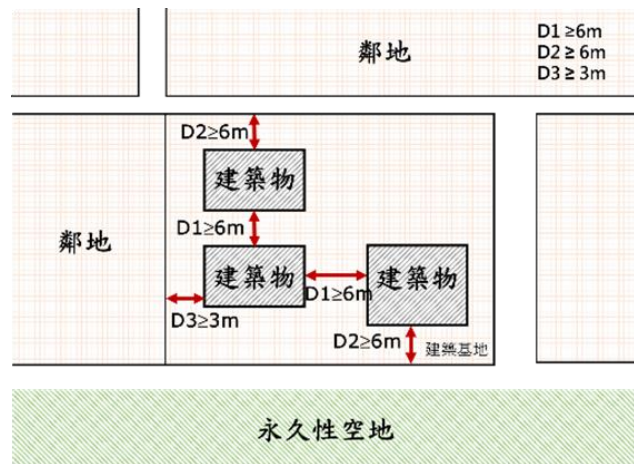 鄰地
D1 ≥6m
D2 ≥ 6m
D3 ≥ 3m
D2≥6m
建築物
D1≥6m
鄰地
建築物
建築物
D1≥6m
D3≥3m
D2≥6m
建築基地
永久性空地